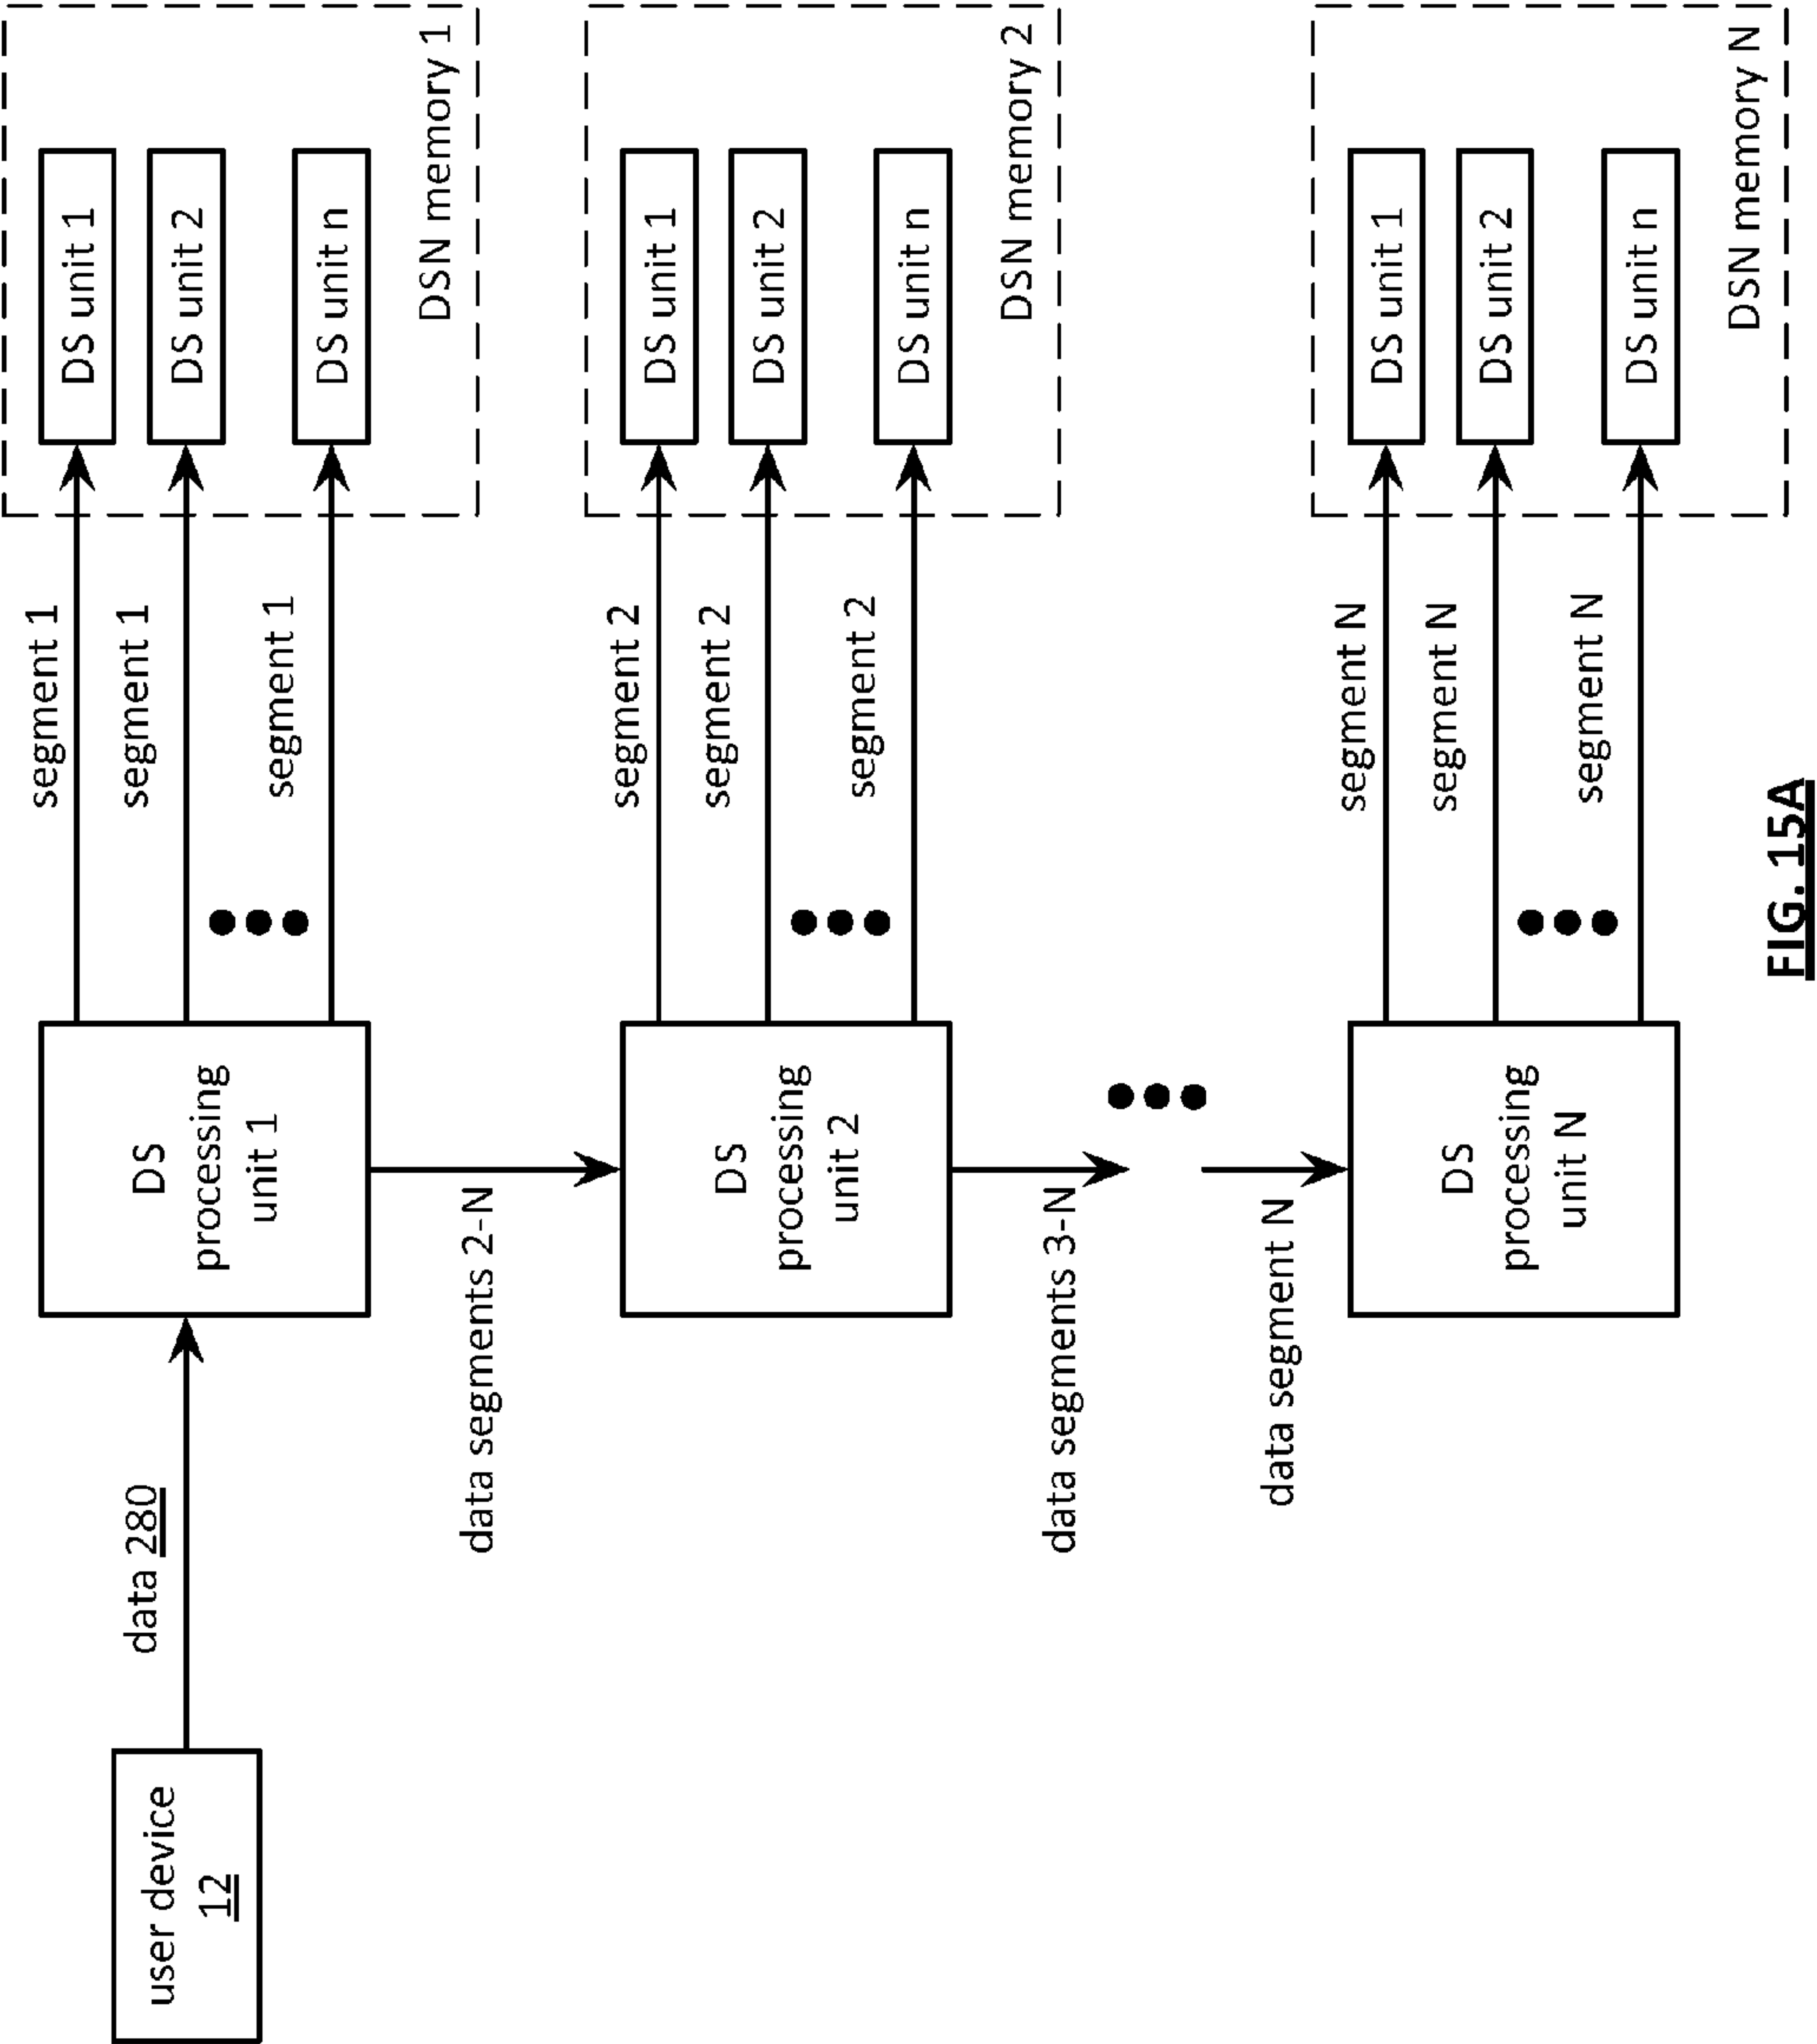 user device
12
data 280
DS
processing
unit 1
segment 1
segment 1
segment 1
DS unit 1
DS unit 2
DS unit n
DSN memory 1
data segments 2-N
DS
processing
unit 2
segment 2
segment 2
segment 2
DS unit 1
DS unit 2
DS unit n
DSN memory 2
data segments 3-N
data segment N
DS
processing
unit N
segment N
segment N
segment N
DS unit 1
DS unit 2
DS unit n
DSN memory N
FIG. 15A